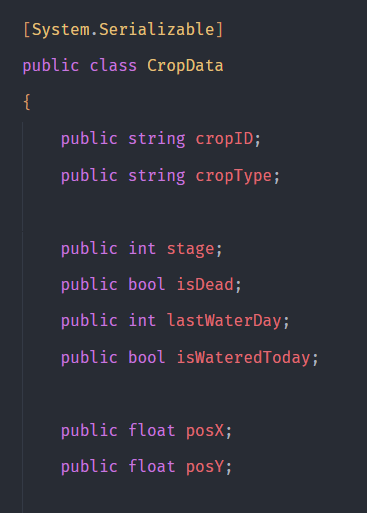 [System.Serializable]
public class CropData
{
public string cropID;
public string cropType;
public int stage;
public bool isDead;
public int lastWaterDay;
public bool isWateredToday;
public float posX;
public float posY;